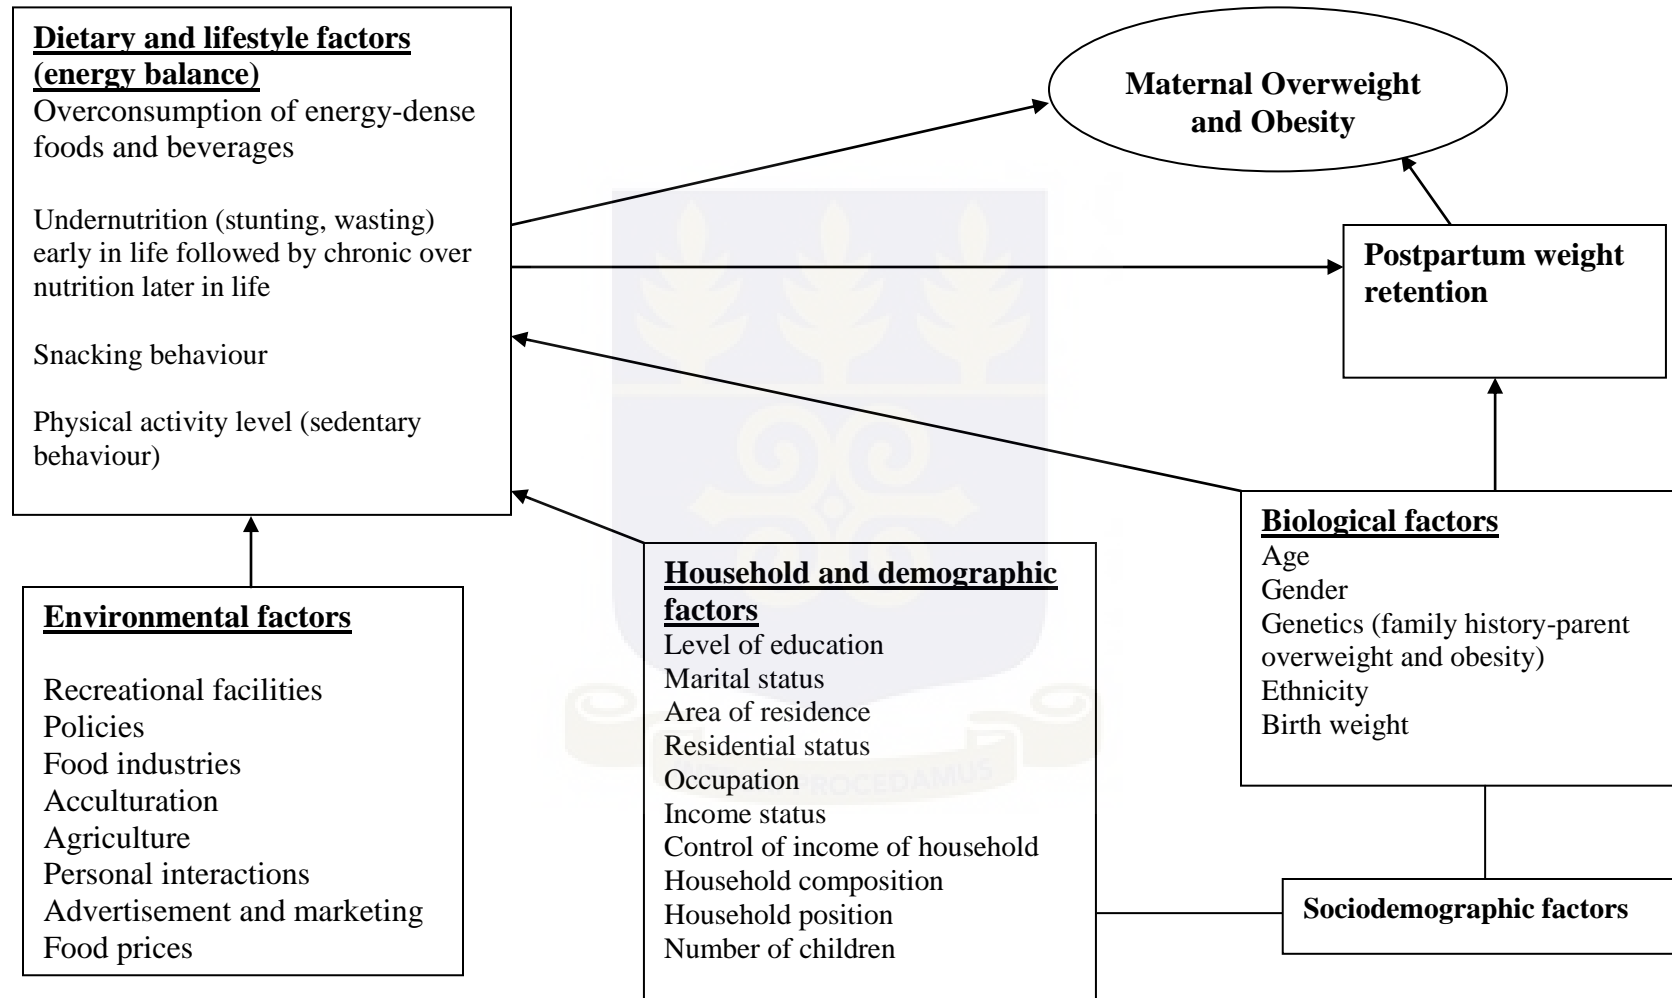 Dietary and lifestyle factors
(energy balance)
Overconsumption of energy-dense
foods and beverages
Undernutrition (stunting, wasting)
early in life followed by chronic over
nutrition later in life
Snacking behaviour
Physical activity level (sedentary
behaviour)
Maternal Overweight
and Obesity
Postpartum weight
retention
Environmental factors
Recreational facilities
Policies
Food industries
Acculturation
Agriculture
Personal interactions
Advertisement and marketing
Food prices
Household and demographic
factors
Level of education
Marital status
Area of residence
Residential status
Occupation
Income status
Control of income of household
Household composition
Household position
Number of children
Biological factors
Age
Gender
Genetics (family history-parent
overweight and obesity)
Ethnicity
Birth weight
Sociodemographic factors
PROCEDAMUS